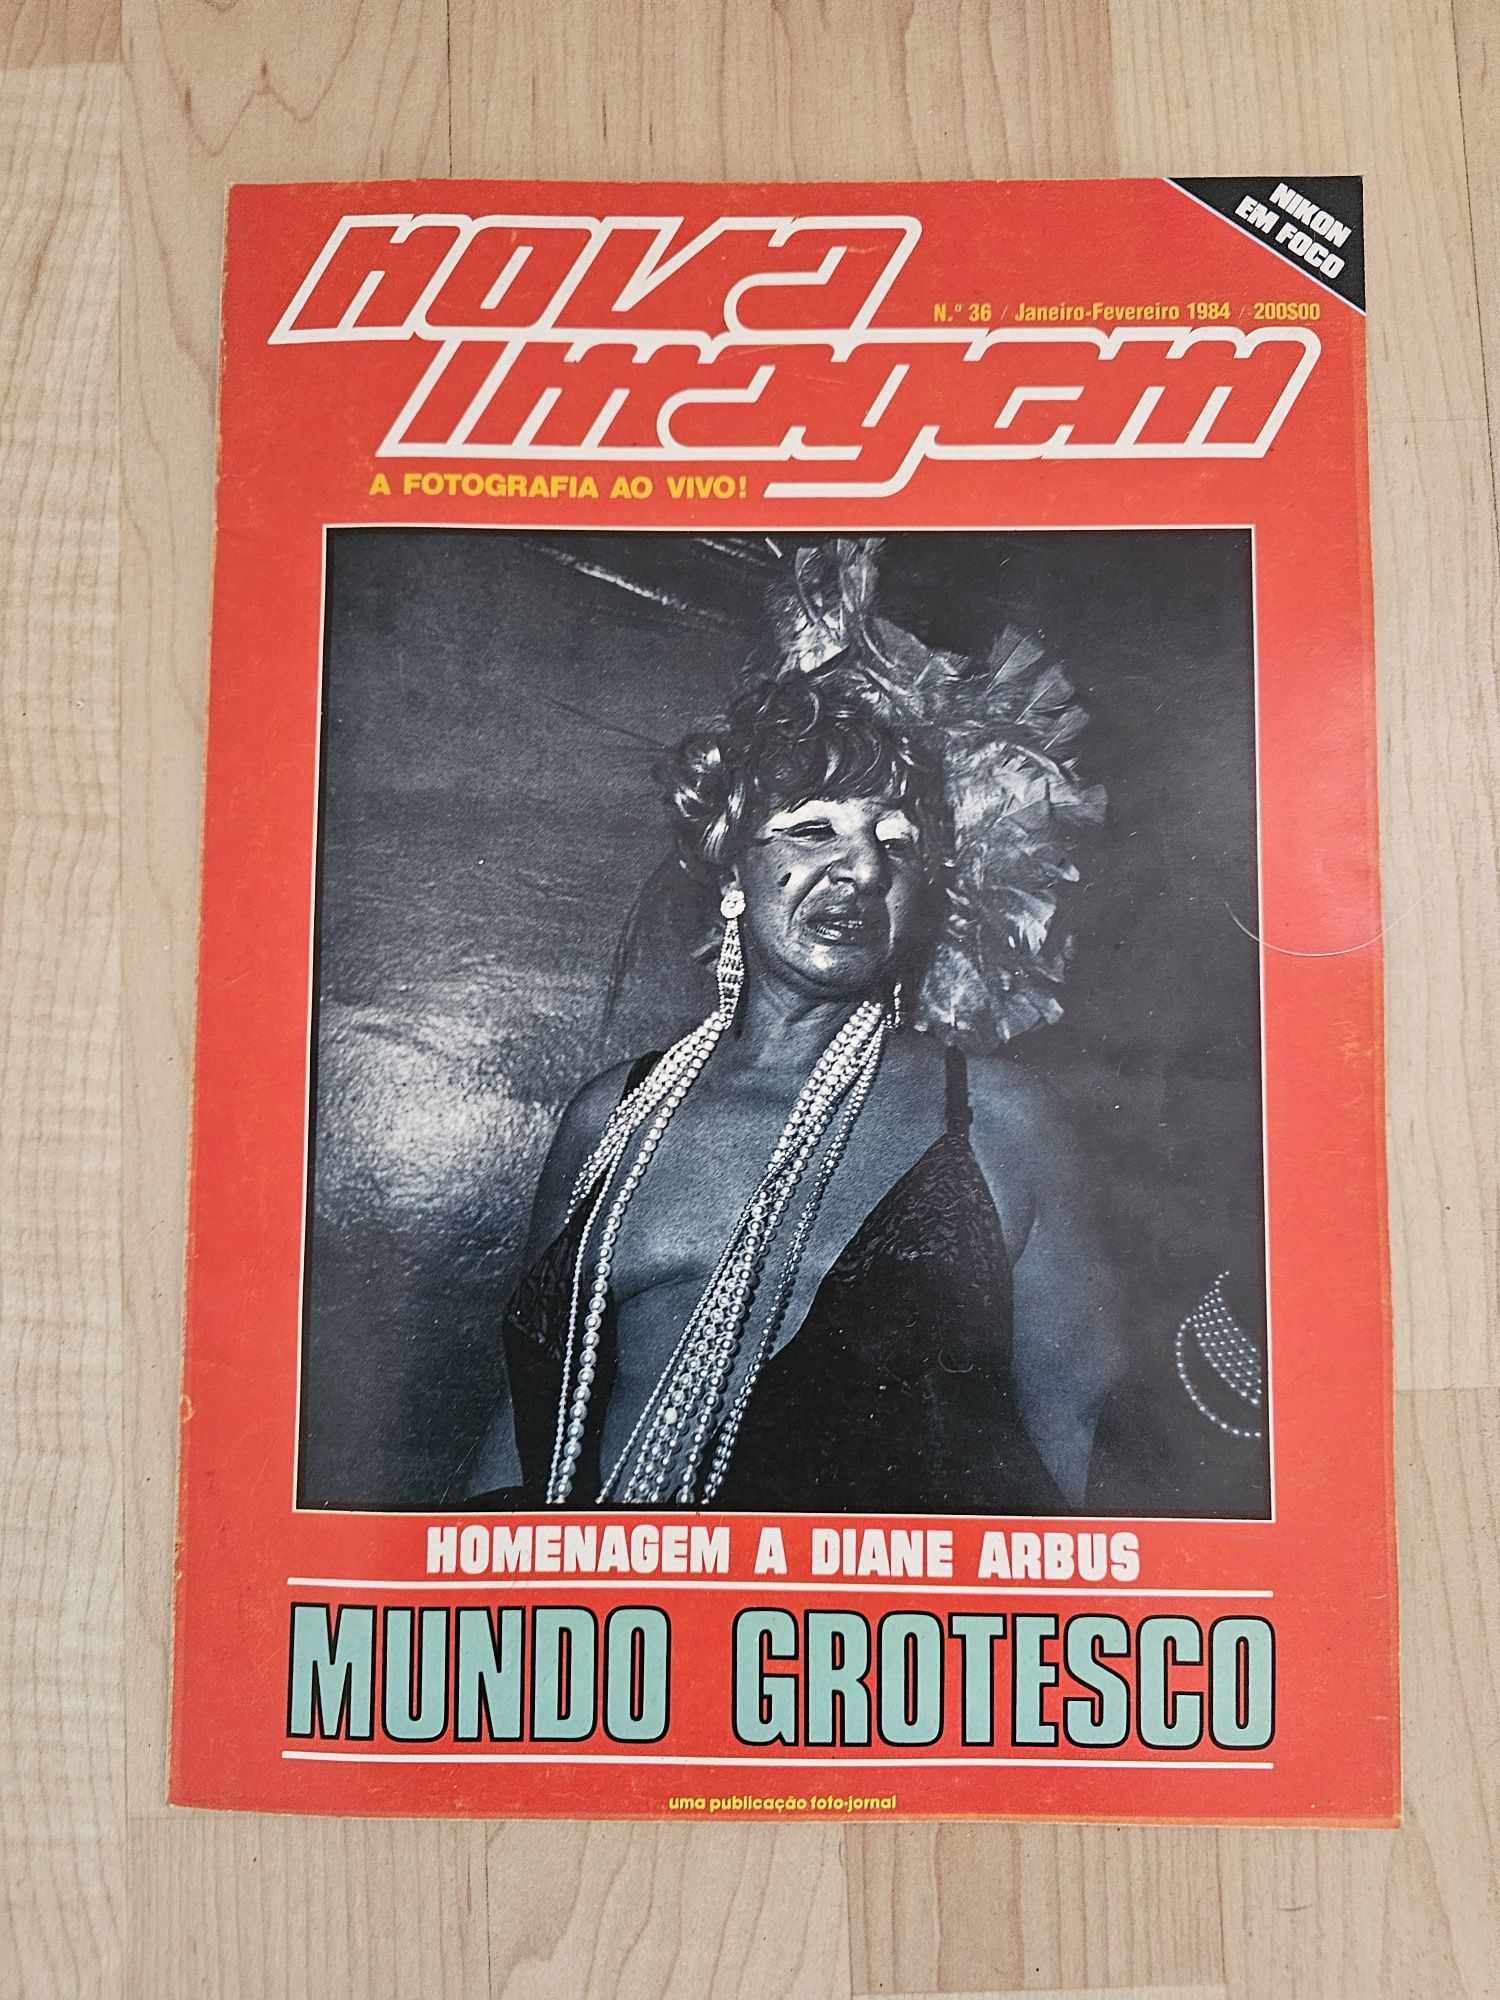 NIKON
EM FOCO
Nova
N.º 36 / Janeiro-Fevereiro 1984 / 200$00
imagem
A FOTOGRAFIA AO VIVO!
HOMENAGEM A DIANE ARBUS
MUNDO GROTESCO
uma publicação foto-jornal